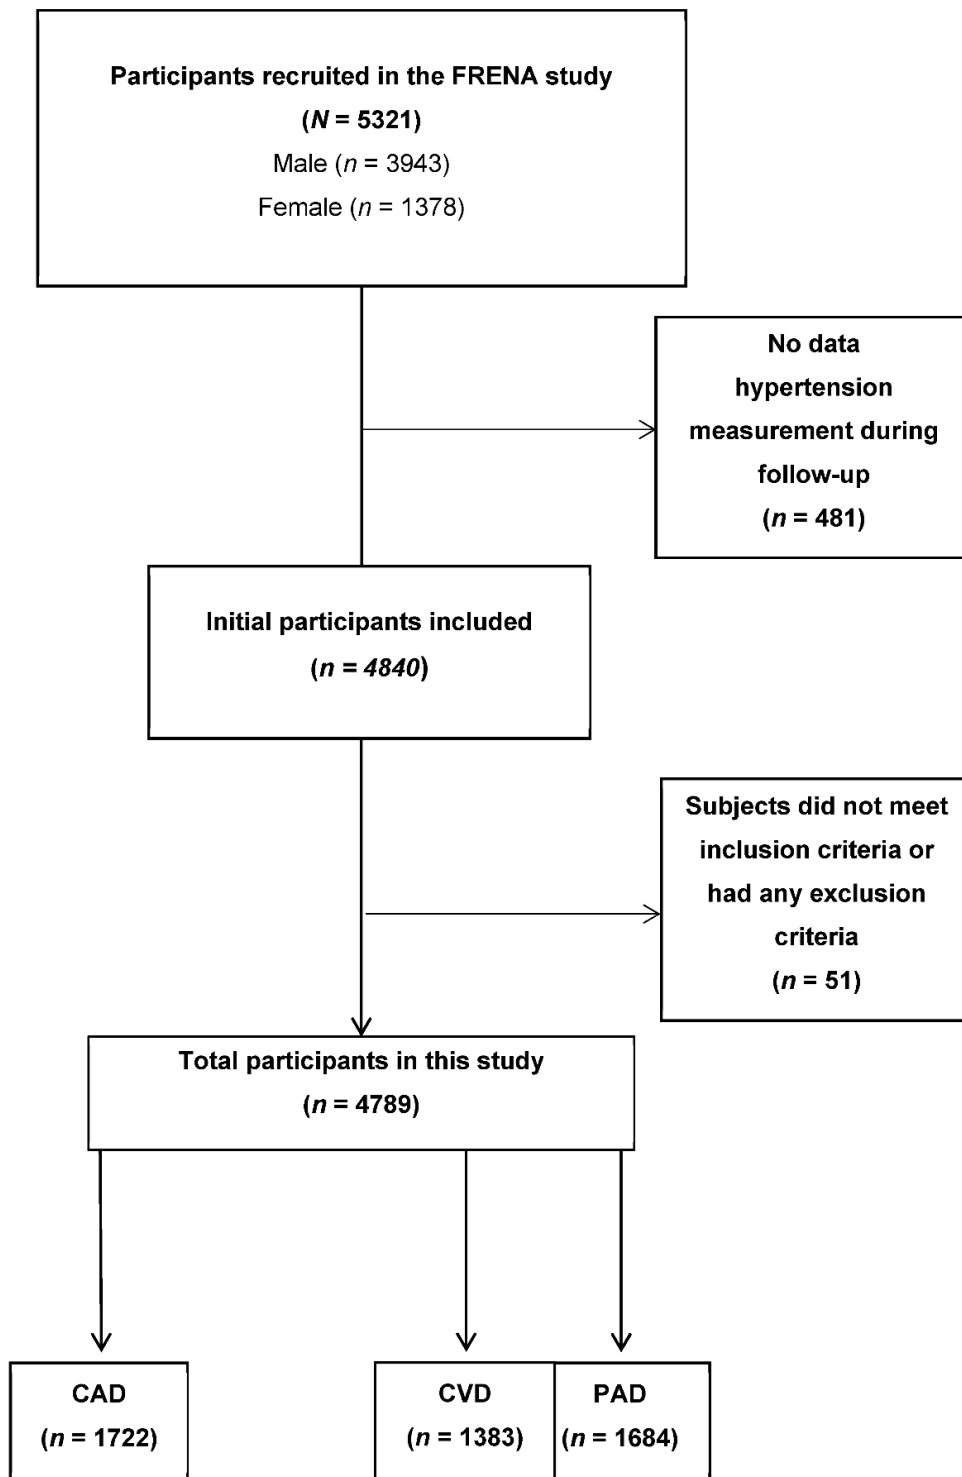 Participants recruited in the FRENA study
(N = 5321)
Male (n = 3943)
Female (n = 1378)
No data
hypertension
measurement during
follow-up
(n = 481)
Initial participants included
(n = 4840)
Subjects did not meet
inclusion criteria or
had any exclusion
criteria
(n = 51)
Total participants in this study
(n = 4789)
CAD
(n = 1722)
CVD
(n = 1383)
PAD
(n = 1684)